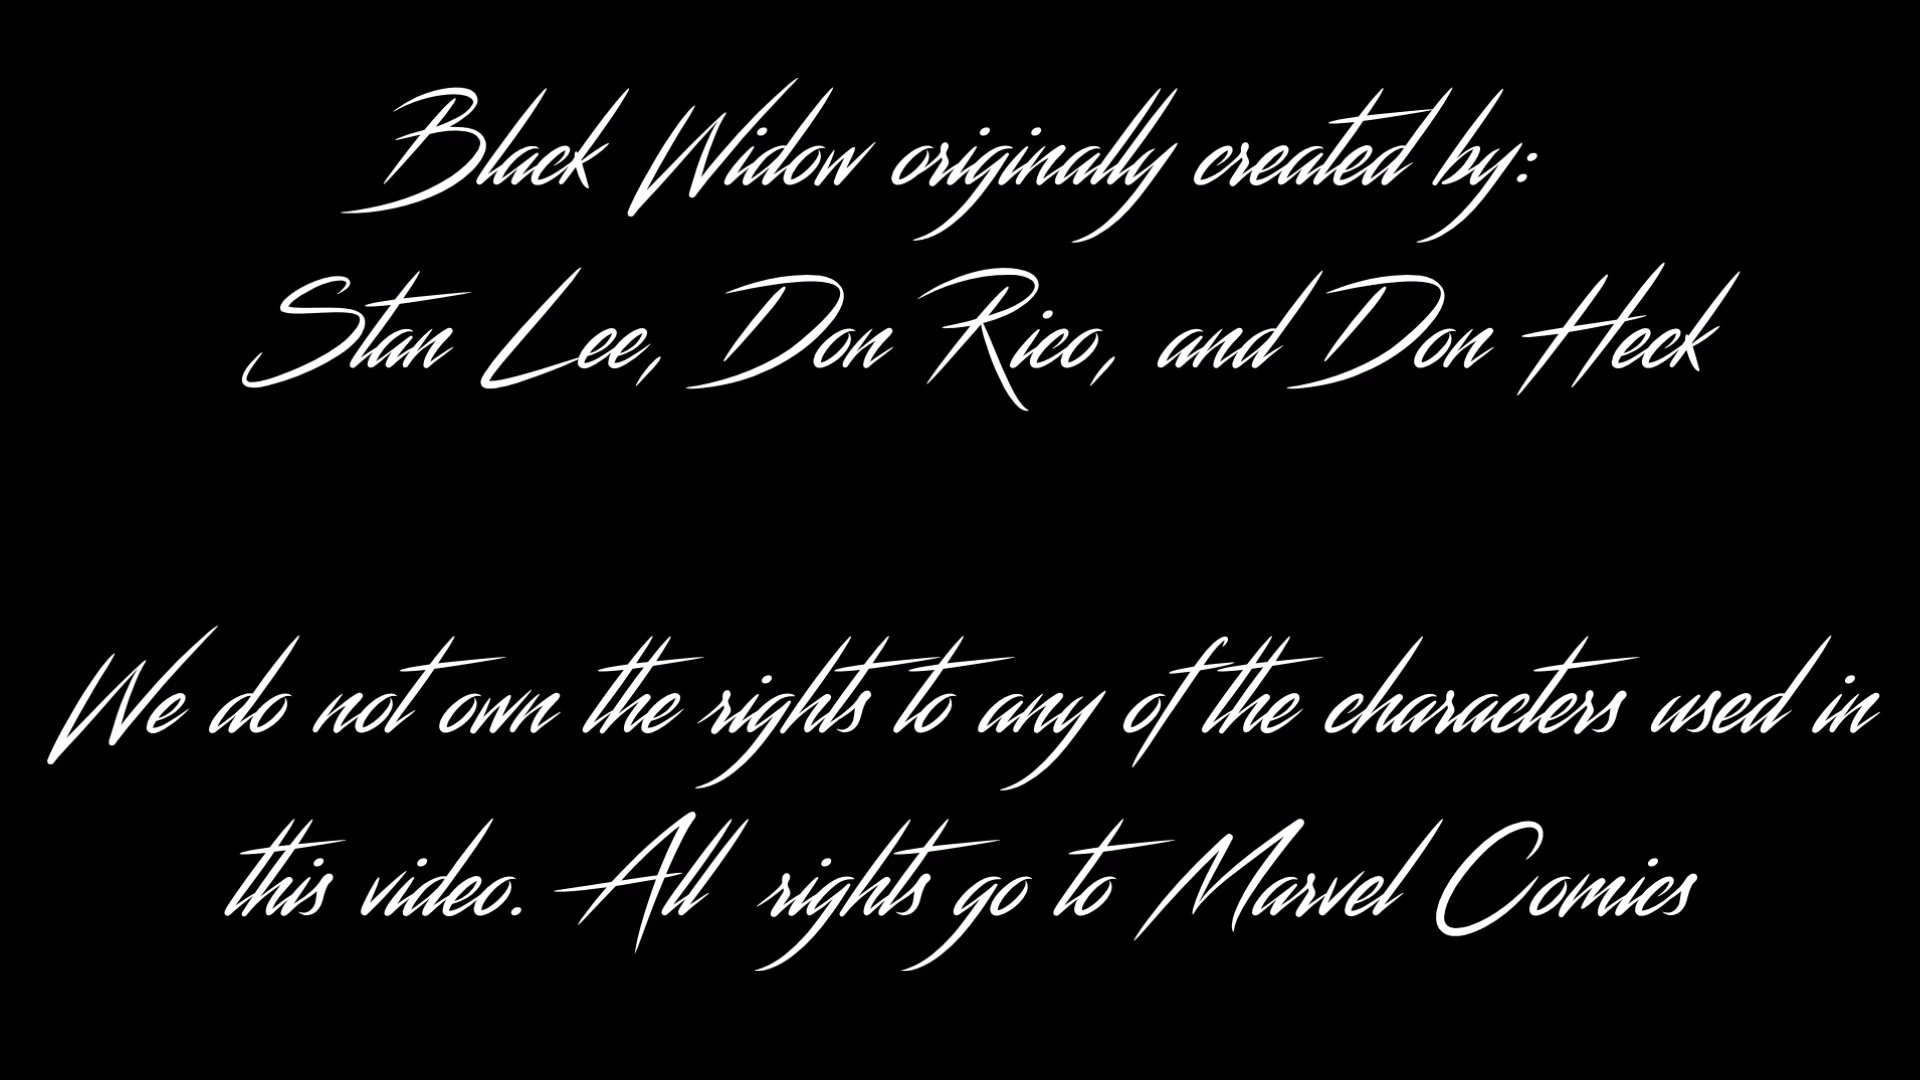 Black Widow originally created by:
Stan Lee, Don Rico, and Don Heck
We do not own the rights to any of the characters used in
this video. All rights go to Marvel Comics